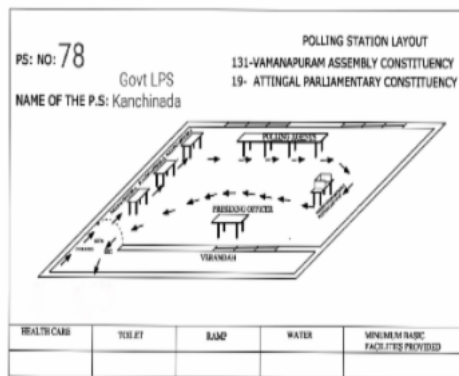 POLLING STATION LAYOUT
PS: NO: 78
131-VAMANAPURAM ASSEMBLY CONSTITUENCY
Govt LPS
19- ATTINGAL PARLIAMENTARY CONSTITUENCY
NAME OF THE P.S: Kanchinada
POLLING AGENTS
PRESIDING OFFICER
VERANDAH
HEALTH CARE
TOILET
RAMP
WATER
MINUMUM BASIC
FACILITIES PROVIDED